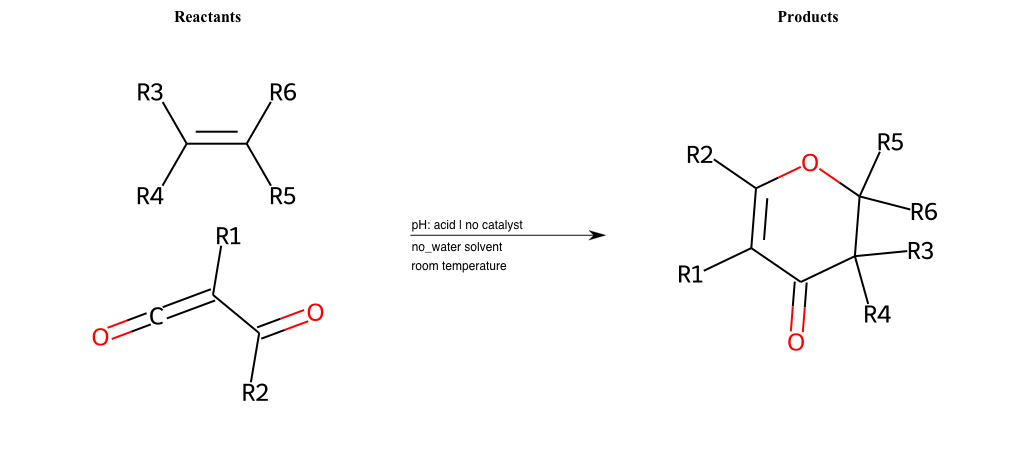 Reactants
Products
R3
R6
R4
R5
R1
O
C
O
R2
pH: acid | no catalyst
no_water solvent
room temperature
R5
R2
O
R6
R3
R1
R4
O